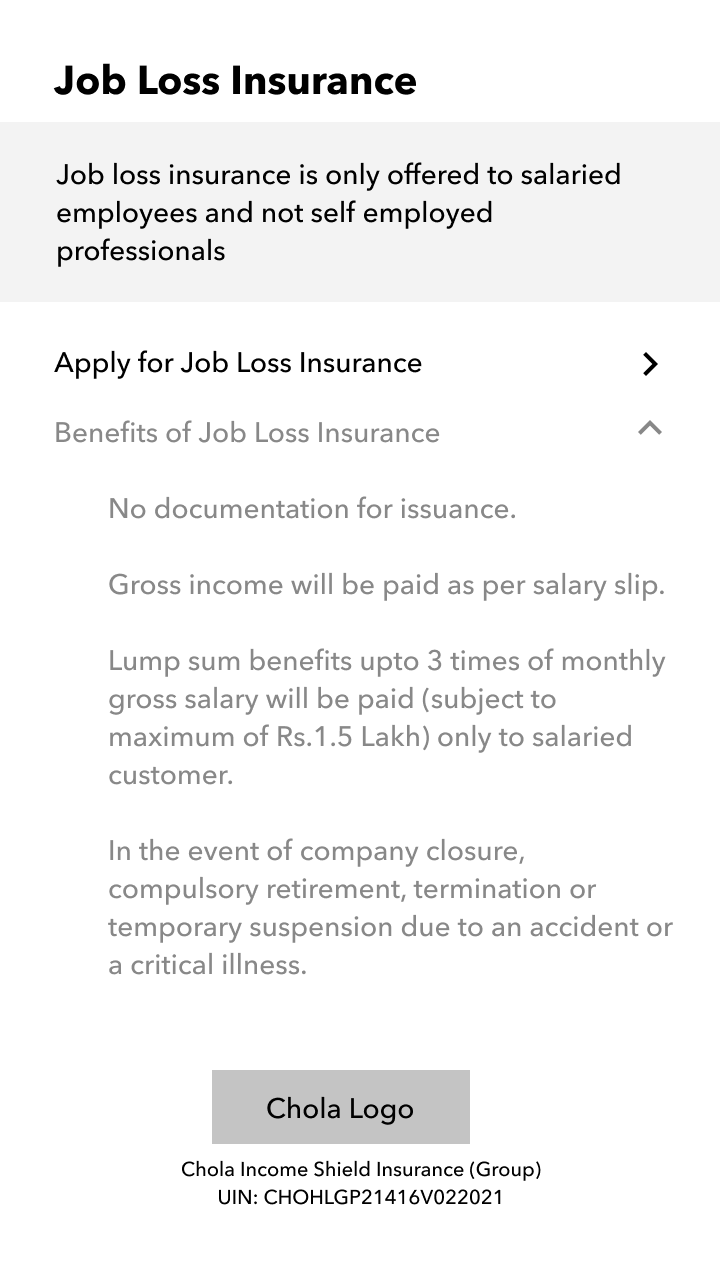 Job Loss Insurance
Job loss insurance is only offered to salaried
employees and not self employed
professionals
Apply for Job Loss Insurance
Benefits of Job Loss Insurance
No documentation for issuance.
Gross income will be paid as per salary slip.
Lump sum benefits upto 3 times of monthly
gross salary will be paid (subject to
maximum of Rs.1.5 Lakh) only to salaried
customer.
In the event of company closure,
compulsory retirement, termination or
temporary suspension due to an accident or
a critical illness.
Chola Logo
Chola Income Shield Insurance (Group)
UIN: CHOHLGP21416V022021